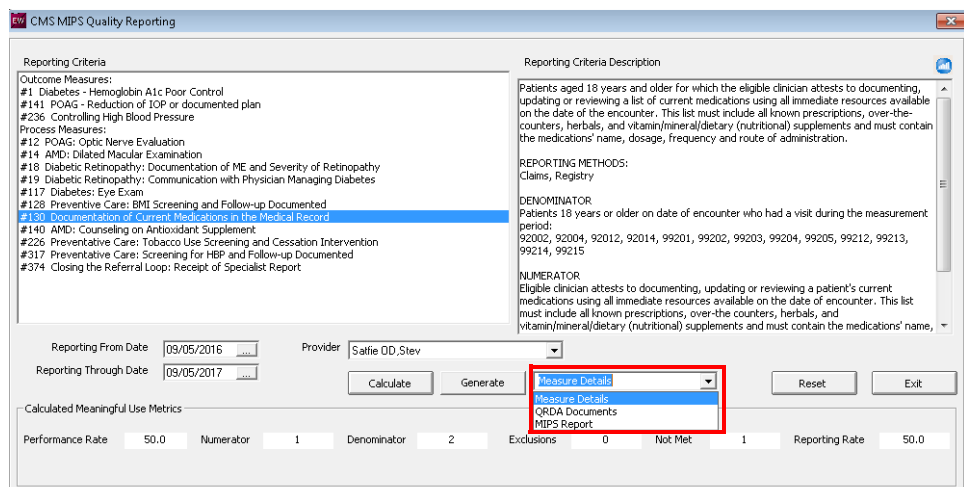 EW CMS MIPS Quality Reporting
Reporting Criteria
Outcome Measures:
#1 Diabetes - Hemoglobin A1c Poor Control
#141 POAG - Reduction of IOP or documented plan
#236 Controlling High Blood Pressure
Process Measures:
#12 POAG: Optic Nerve Evaluation
#14 AMD: Dilated Macular Examination
#18 Diabetic Retinopathy: Documentation of ME and Severity of Retinopathy
#19 Diabetic Retinopathy: Communication with Physician Managing Diabetes
#117 Diabetes: Eye Exam
#128 Preventive Care: BMI Screening and Follow-up Documented
#130 Documentation of Current Medications in the Medical Record
#140 AMD: Counseling on Antioxidant Supplement
#226 Preventative Care: Tobacco Use Screening and Cessation Intervention
#317 Preventative Care: Screening for HBP and Follow-up Documented
#374 Closing the Referral Loop: Receipt of Specialist Report
Reporting Criteria Description
Patients aged 18 years and older for which the eligible clinician attests to documenting,
updating or reviewing a list of current medications using all immediate resources available
on the date of the encounter. This list must include all known prescriptions, over-the-
counters, herbals, and vitamin/mineral/dietary (nutritional) supplements and must contain
the medications' name, dosage, frequency and route of administration.
REPORTING METHODS:
Claims, Registry
DENOMINATOR
Patients 18 years or older on date of encounter who had a visit during the measurement
period:
92002, 92004, 92012, 92014, 99201, 99202, 99203, 99204, 99205, 99212, 99213,
99214, 99215
NUMERATOR
Eligible clinician attests to documenting, updating or reviewing a patient's current
medications using all immediate resources available on the date of encounter. This list
must include all known prescriptions, over-the counters, herbals, and
vitamin/mineral/dietary (nutritional) supplements and must contain the medications' name,
Reporting From Date 09/05/2016 ... Provider Satfie OD,Stev
Reporting Through Date 09/05/2017 ...
Calculate Generate Measure Details Reset Exit
Measure Details
QRDA Documents
MIPS Report
Calculated Meaningful Use Metrics
Performance Rate 50.0 Numerator 1 Denominator 2 Exclusions 0 Not Met 1 Reporting Rate 50.0